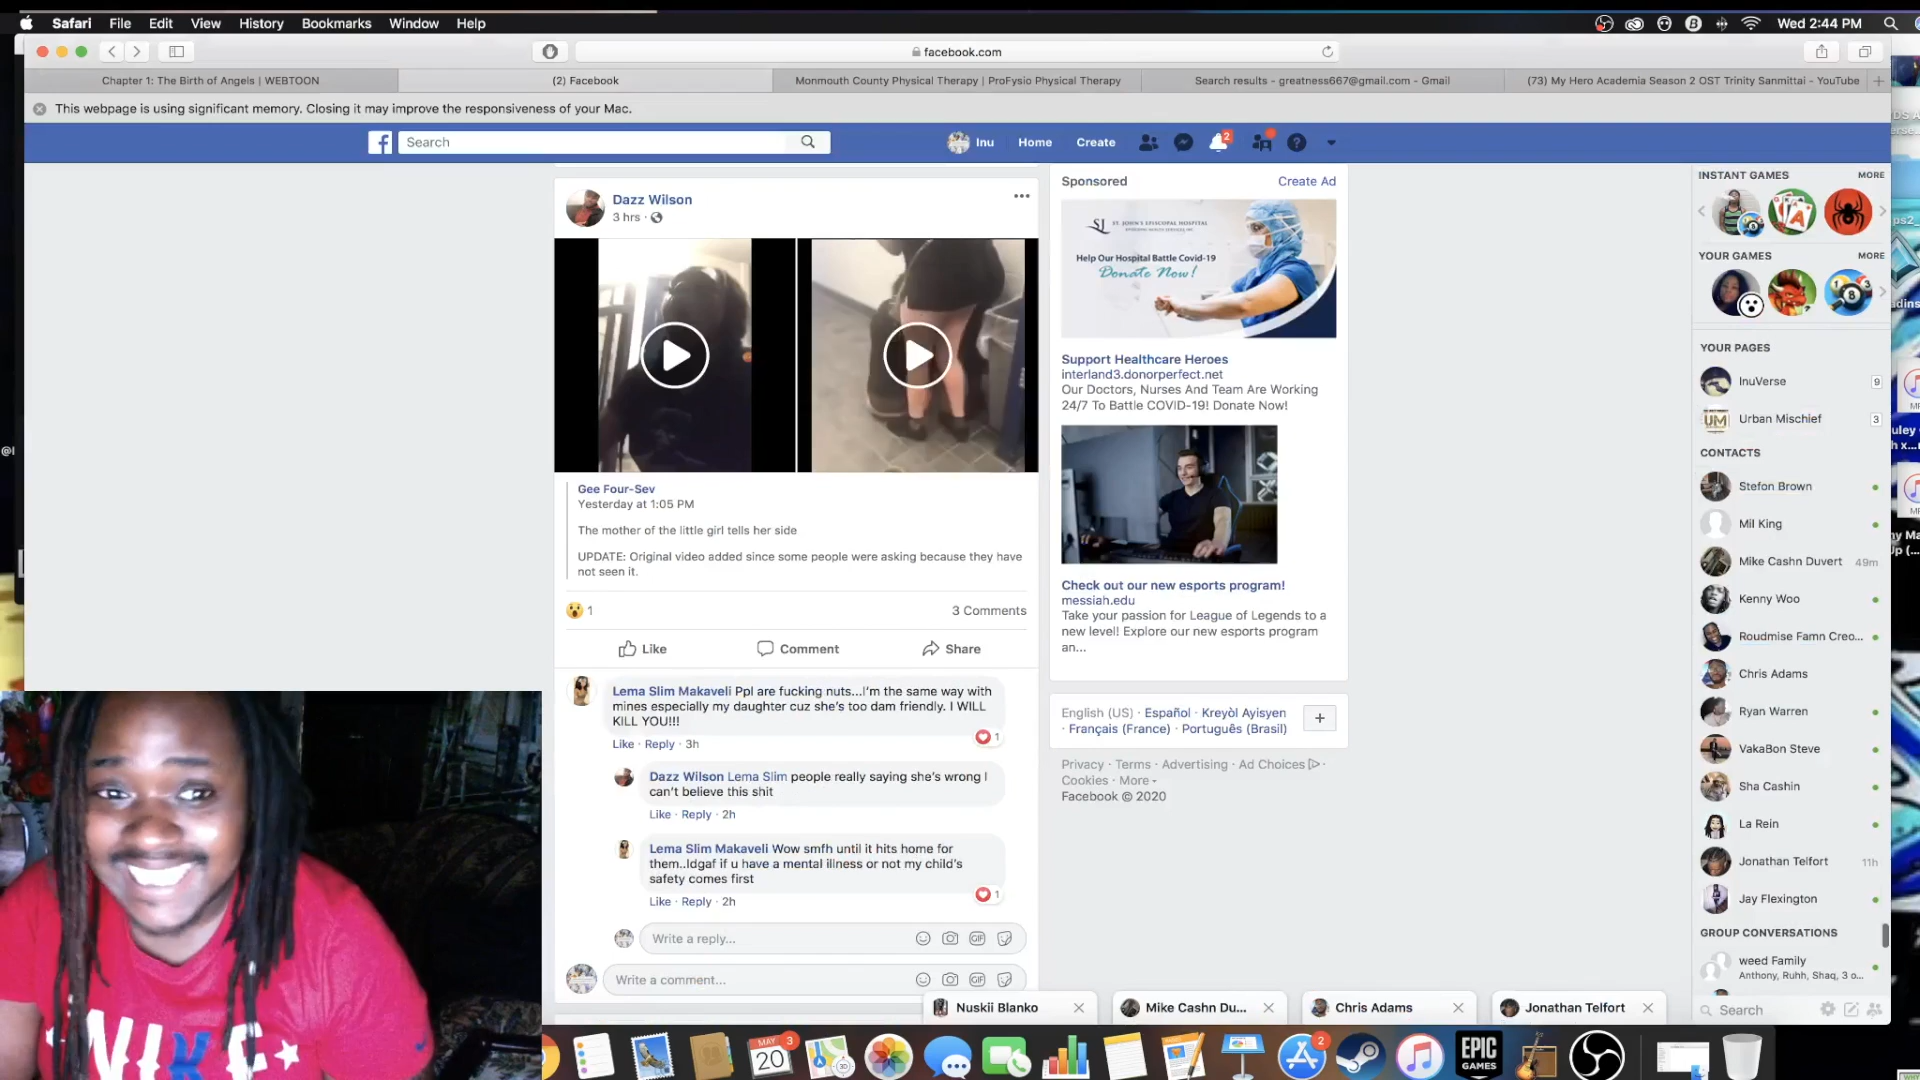 Safari File Edit View History Bookmarks Window Help
Wed 2:44 PM
facebook.com
Chapter 1: The Birth of Angels | WEBTOON
(2) Facebook
Monmouth County Physical Therapy | ProFysio Physical Therapy
Search results - greatness667@gmail.com - Gmail
(73) My Hero Academia Season 2 OST Trinity Sanmittai - YouTube
This webpage is using significant memory. Closing it may improve the responsiveness of your Mac.
Search
Inu Home Create
2
Dazz Wilson
3 hrs
Gee Four-Sev
Yesterday at 1:05 PM
The mother of the little girl tells her side
UPDATE: Original video added since some people were asking because they have
not seen it.
1
3 Comments
Like Comment Share
Lema Slim Makaveli Ppl are fucking nuts...I'm the same way with
mines especially my daughter cuz she's too dam friendly. I WILL
KILL YOU!!!
1
Like · Reply · 3h
Dazz Wilson Lema Slim people really saying she's wrong I
can't believe this shit
Like · Reply · 2h
Lema Slim Makaveli Wow smfh until it hits home for
them..Idgaf if u have a mental illness or not my child's
safety comes first
1
Like · Reply · 2h
Write a reply...
Write a comment...
Sponsored
Create Ad
SJ ST. JOHN'S EPISCOPAL HOSPITAL
Help Our Hospital Battle Covid-19
Donate Now!
Support Healthcare Heroes
interland3.donorperfect.net
Our Doctors, Nurses And Team Are Working
24/7 To Battle COVID-19! Donate Now!
Check out our new esports program!
messiah.edu
Take your passion for League of Legends to a
new level! Explore our new esports program
an...
English (US) · Español · Kreyòl Ayisyen
· Français (France) · Português (Brasil)
Privacy · Terms · Advertising · Ad Choices ·
Cookies · More
Facebook © 2020
INSTANT GAMES
MORE
YOUR GAMES
MORE
YOUR PAGES
InuVerse 9
UM Urban Mischief 3
CONTACTS
Stefon Brown
Mil King
Mike Cashn Duvert 49m
Kenny Woo
Roudmise Famn Creo...
Chris Adams
Ryan Warren
VakaBon Steve
Sha Cashin
La Rein
Jonathan Telfort 11h
Jay Flexington
GROUP CONVERSATIONS
weed Family
Anthony, Ruhh, Shaq, 3 o...
Search
Nuskii Blanko
Mike Cashn Du...
Chris Adams
Jonathan Telfort
MAY
20
3
2
EPIC
GAMES